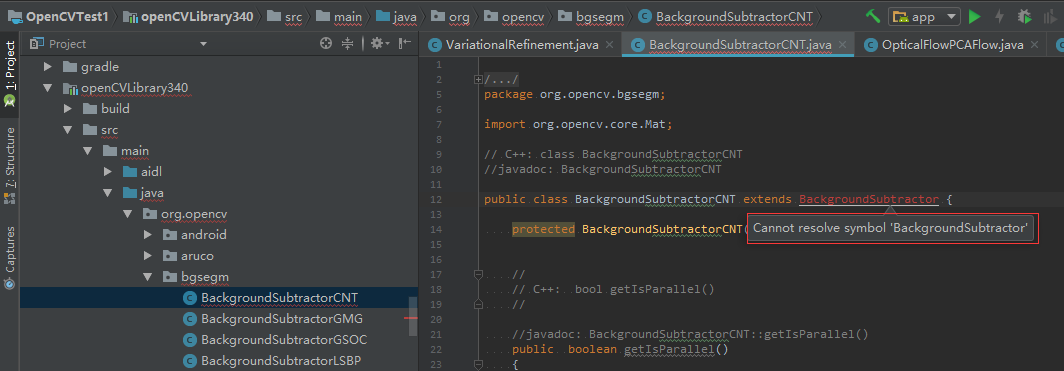 OpenCVTest1 openCVLibrary340 src main java org opencv bgsegm BackgroundSubtractorCNT app
1: Project
7: Structure
Captures
Project
gradle
openCVLibrary340
build
src
main
aidl
java
org.opencv
android
aruco
bgsegm
BackgroundSubtractorCNT
BackgroundSubtractorGMG
BackgroundSubtractorGSOC
BackgroundSubtractorLSBP
VariationalRefinement.java BackgroundSubtractorCNT.java OpticalFlowPCAFlow.java
1
2 /.../
5 package org.opencv.bgsegm;
6
7 import org.opencv.core.Mat;
8
9 // C++: class BackgroundSubtractorCNT
10 //javadoc: BackgroundSubtractorCNT
11
12 public class BackgroundSubtractorCNT extends BackgroundSubtractor {
13
Cannot resolve symbol 'BackgroundSubtractor'
14 protected BackgroundSubtractorCNT(
15
16
17 //
18 // C++: bool getIsParallel()
19 //
20
21 //javadoc: BackgroundSubtractorCNT::getIsParallel()
22 public boolean getIsParallel()
23 {